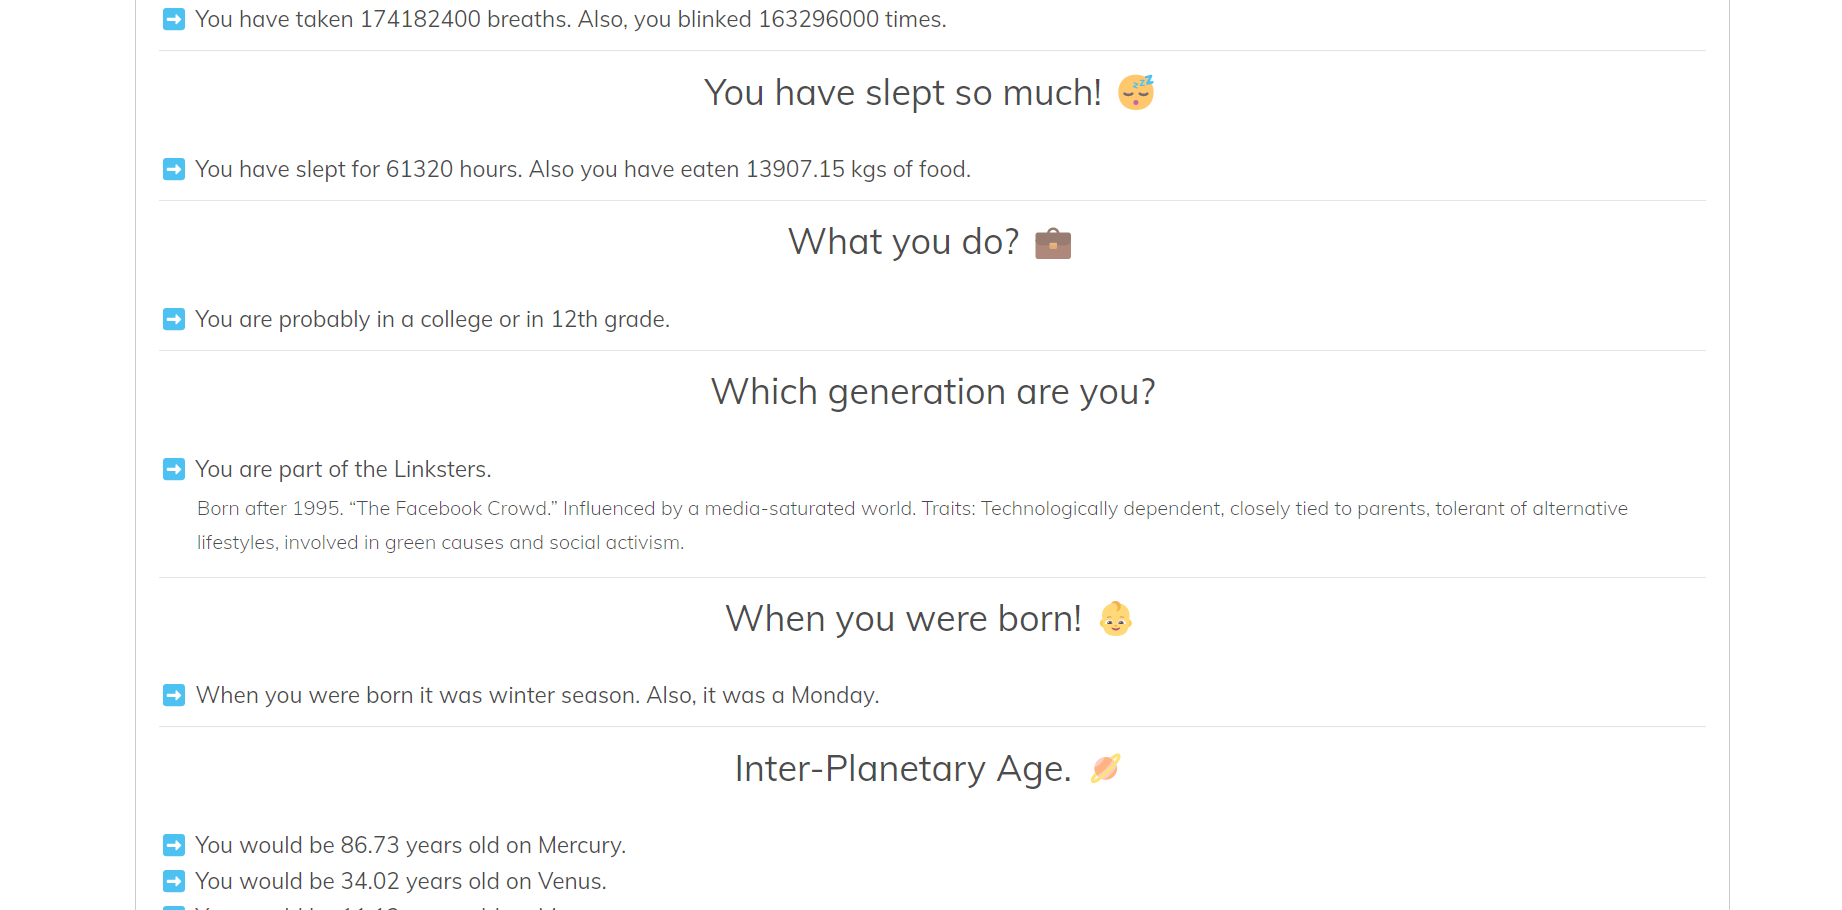 You have taken 174182400 breaths. Also, you blinked 163296000 times.
You have slept so much!
You have slept for 61320 hours. Also you have eaten 13907.15 kgs of food.
What you do?
You are probably in a college or in 12th grade.
Which generation are you?
You are part of the Linksters.
Born after 1995. “The Facebook Crowd.” Influenced by a media-saturated world. Traits: Technologically dependent, closely tied to parents, tolerant of alternative
lifestyles, involved in green causes and social activism.
When you were born!
When you were born it was winter season. Also, it was a Monday.
Inter-Planetary Age.
You would be 86.73 years old on Mercury.
You would be 34.02 years old on Venus.